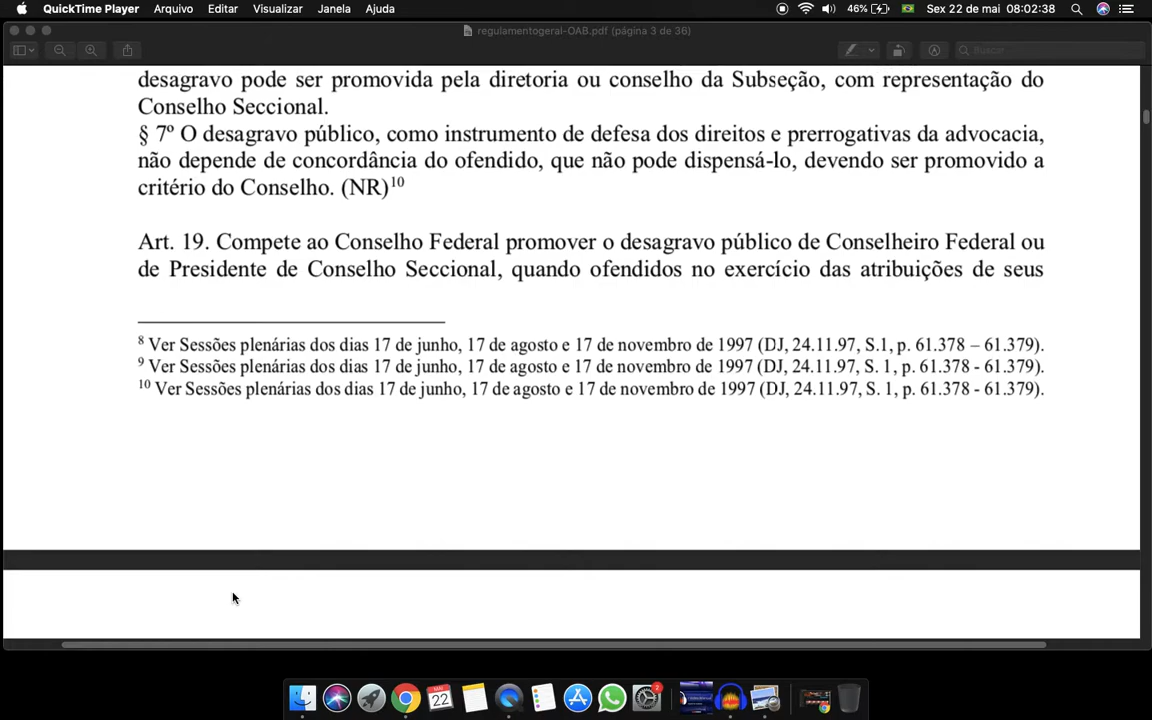 QuickTime Player Arquivo Editar Visualizar Janela Ajuda 46% Sex 22 de mai 08:02:38
regulamentogeral-OAB.pdf (página 3 de 36)
Buscar
desagravo pode ser promovida pela diretoria ou conselho da Subseção, com representação do
Conselho Seccional.
§ 7º O desagravo público, como instrumento de defesa dos direitos e prerrogativas da advocacia,
não depende de concordância do ofendido, que não pode dispensá-lo, devendo ser promovido a
critério do Conselho. (NR)10
Art. 19. Compete ao Conselho Federal promover o desagravo público de Conselheiro Federal ou
de Presidente de Conselho Seccional, quando ofendidos no exercício das atribuições de seus
8 Ver Sessões plenárias dos dias 17 de junho, 17 de agosto e 17 de novembro de 1997 (DJ, 24.11.97, S.1, p. 61.378 – 61.379).
9 Ver Sessões plenárias dos dias 17 de junho, 17 de agosto e 17 de novembro de 1997 (DJ, 24.11.97, S. 1, p. 61.378 - 61.379).
10 Ver Sessões plenárias dos dias 17 de junho, 17 de agosto e 17 de novembro de 1997 (DJ, 24.11.97, S. 1, p. 61.378 - 61.379).
22
2